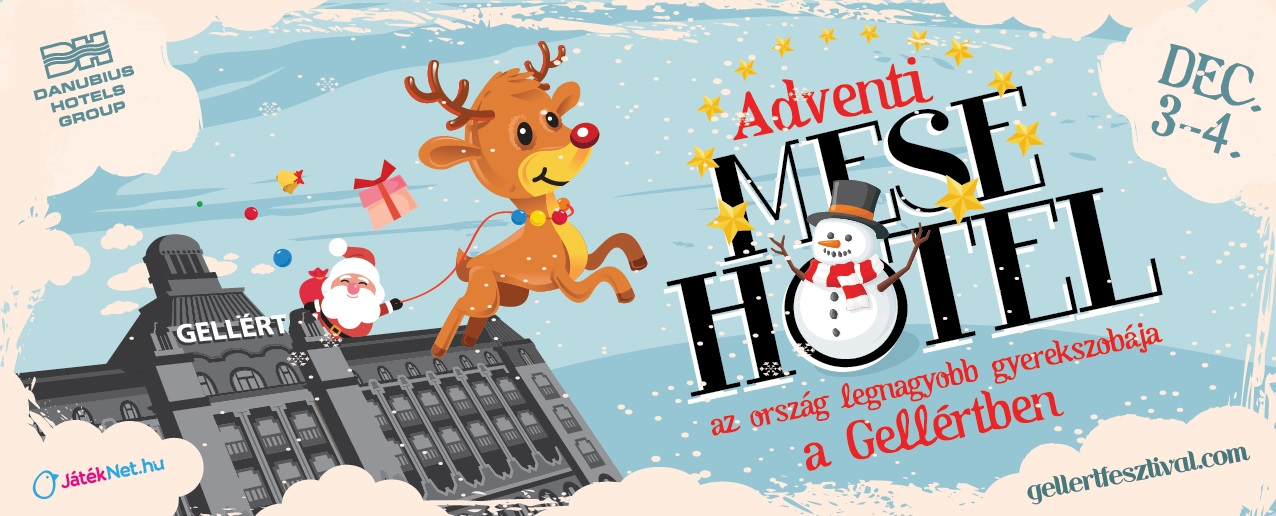 DANUBIUS
HOTELS
GROUP
DEC.
3--4.
Adventi
MESE
HOTEL
az ország legnagyobb gyerekszobája
a Gellértben
GELLÉRT
JátékNet.hu
gellertfesztival.com